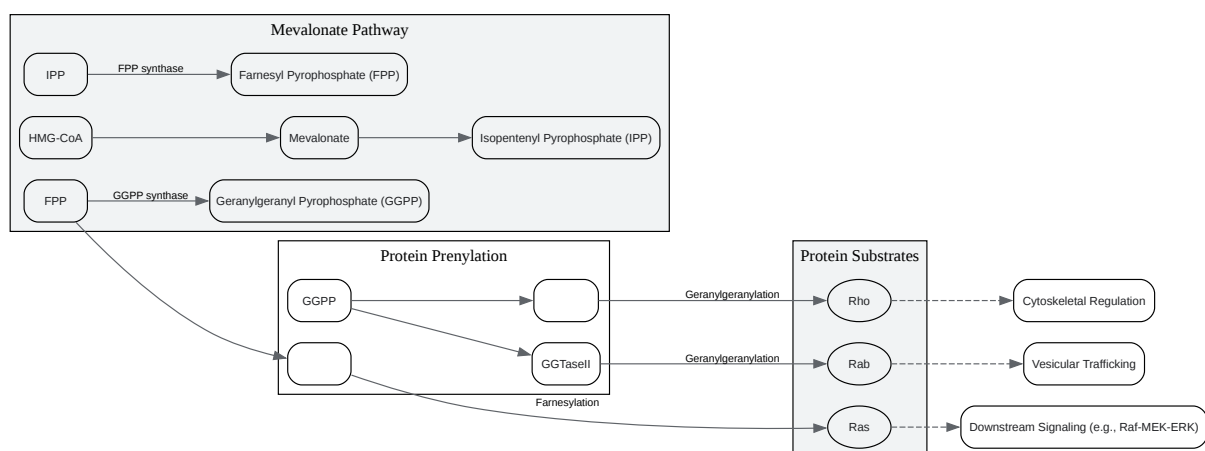 Mevalonate Pathway
IPP
FPP synthase
Farnesyl Pyrophosphate (FPP)
HMG-CoA
Mevalonate
Isopentenyl Pyrophosphate (IPP)
FPP
GGPP synthase
Geranylgeranyl Pyrophosphate (GGPP)
Protein Prenylation
Protein Substrates
GGPP
Geranylgeranylation
Rho
Cytoskeletal Regulation
GGTaseII
Geranylgeranylation
Rab
Vesicular Trafficking
Farnesylation
Ras
Downstream Signaling (e.g., Raf-MEK-ERK)